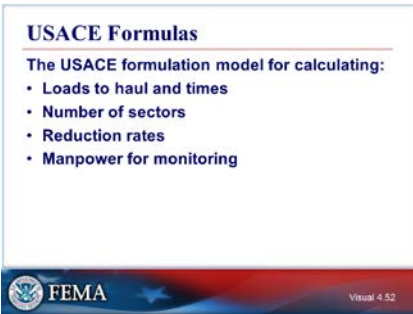 USACE Formulas
The USACE formulation model for calculating:
• Loads to haul and times
• Number of sectors
• Reduction rates
• Manpower for monitoring
FEMA
Visual 4.52